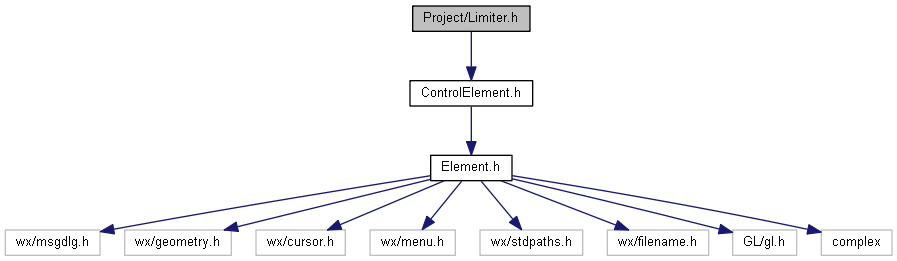 Project/Limiter.h
ControlElement.h
Element.h
wx/msgdlg.h
wx/geometry.h
wx/cursor.h
wx/menu.h
wx/stdpaths.h
wx/filename.h
GL/gl.h
complex